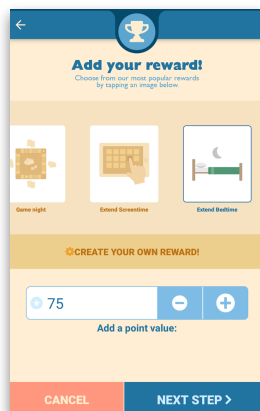 Add your reward!
Choose from our most popular rewards
by tapping an image below
Game night
Extend Screentime
Extend Bedtime
CREATE YOUR OWN REWARD!
75
Add a point value:
CANCEL
NEXT STEP >